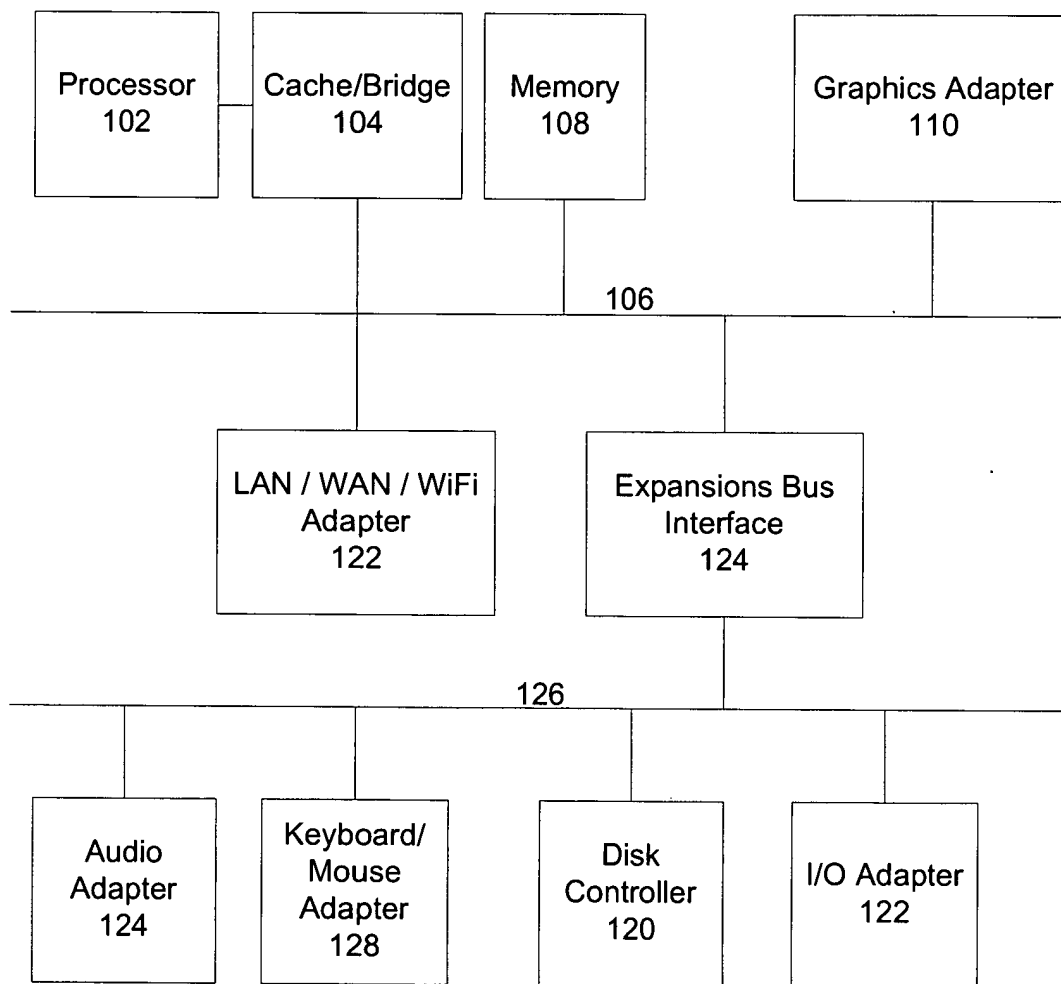 Processor
102
Cache/Bridge
104
Memory
108
Graphics Adapter
110
106
LAN / WAN / WiFi
Adapter
122
Expansions Bus
Interface
124
126
Audio
Adapter
124
Keyboard/
Mouse
Adapter
128
Disk
Controller
120
I/O Adapter
122